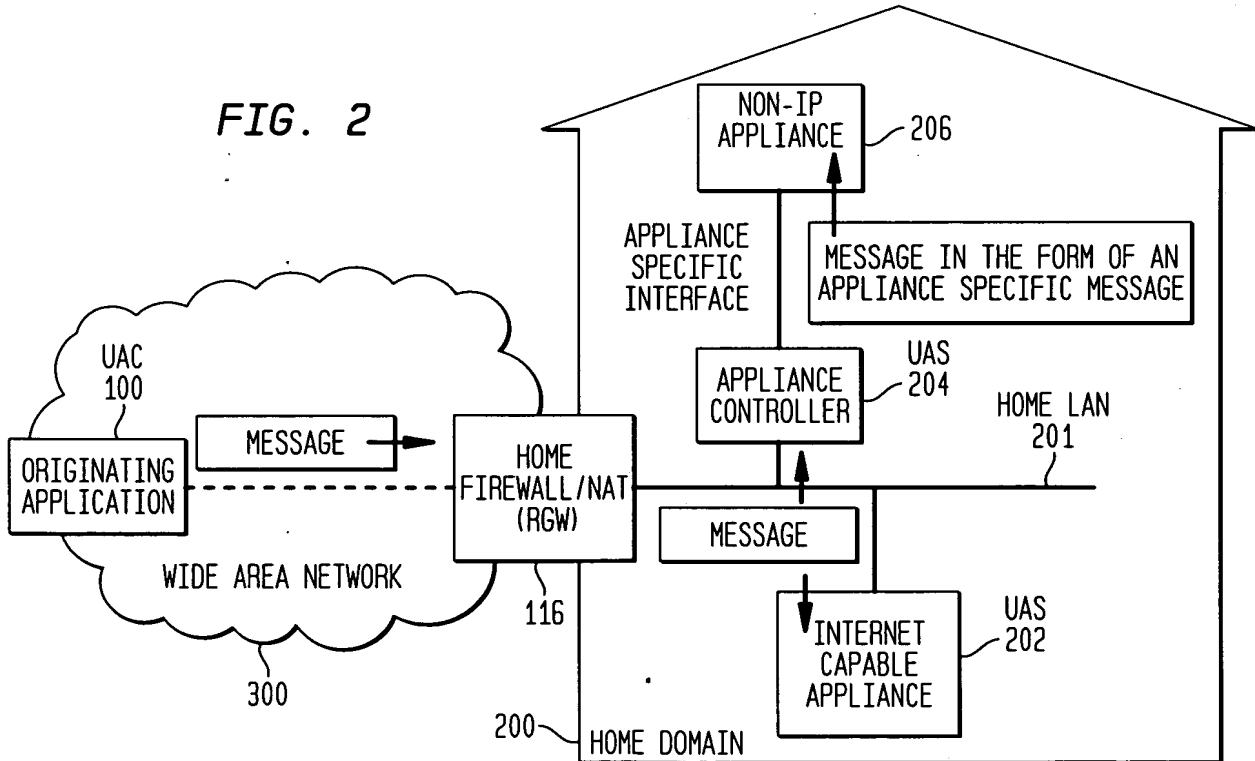 FIG. 2
NON-IP
APPLIANCE
206
APPLIANCE
SPECIFIC
INTERFACE
MESSAGE IN THE FORM OF AN
APPLIANCE SPECIFIC MESSAGE
UAC
100
ORIGINATING
APPLICATION
MESSAGE
HOME
FIREWALL/NAT
(RGW)
116
WIDE AREA NETWORK
300
APPLIANCE
CONTROLLER
UAS
204
HOME LAN
201
MESSAGE
INTERNET
CAPABLE
APPLIANCE
UAS
202
200
HOME DOMAIN